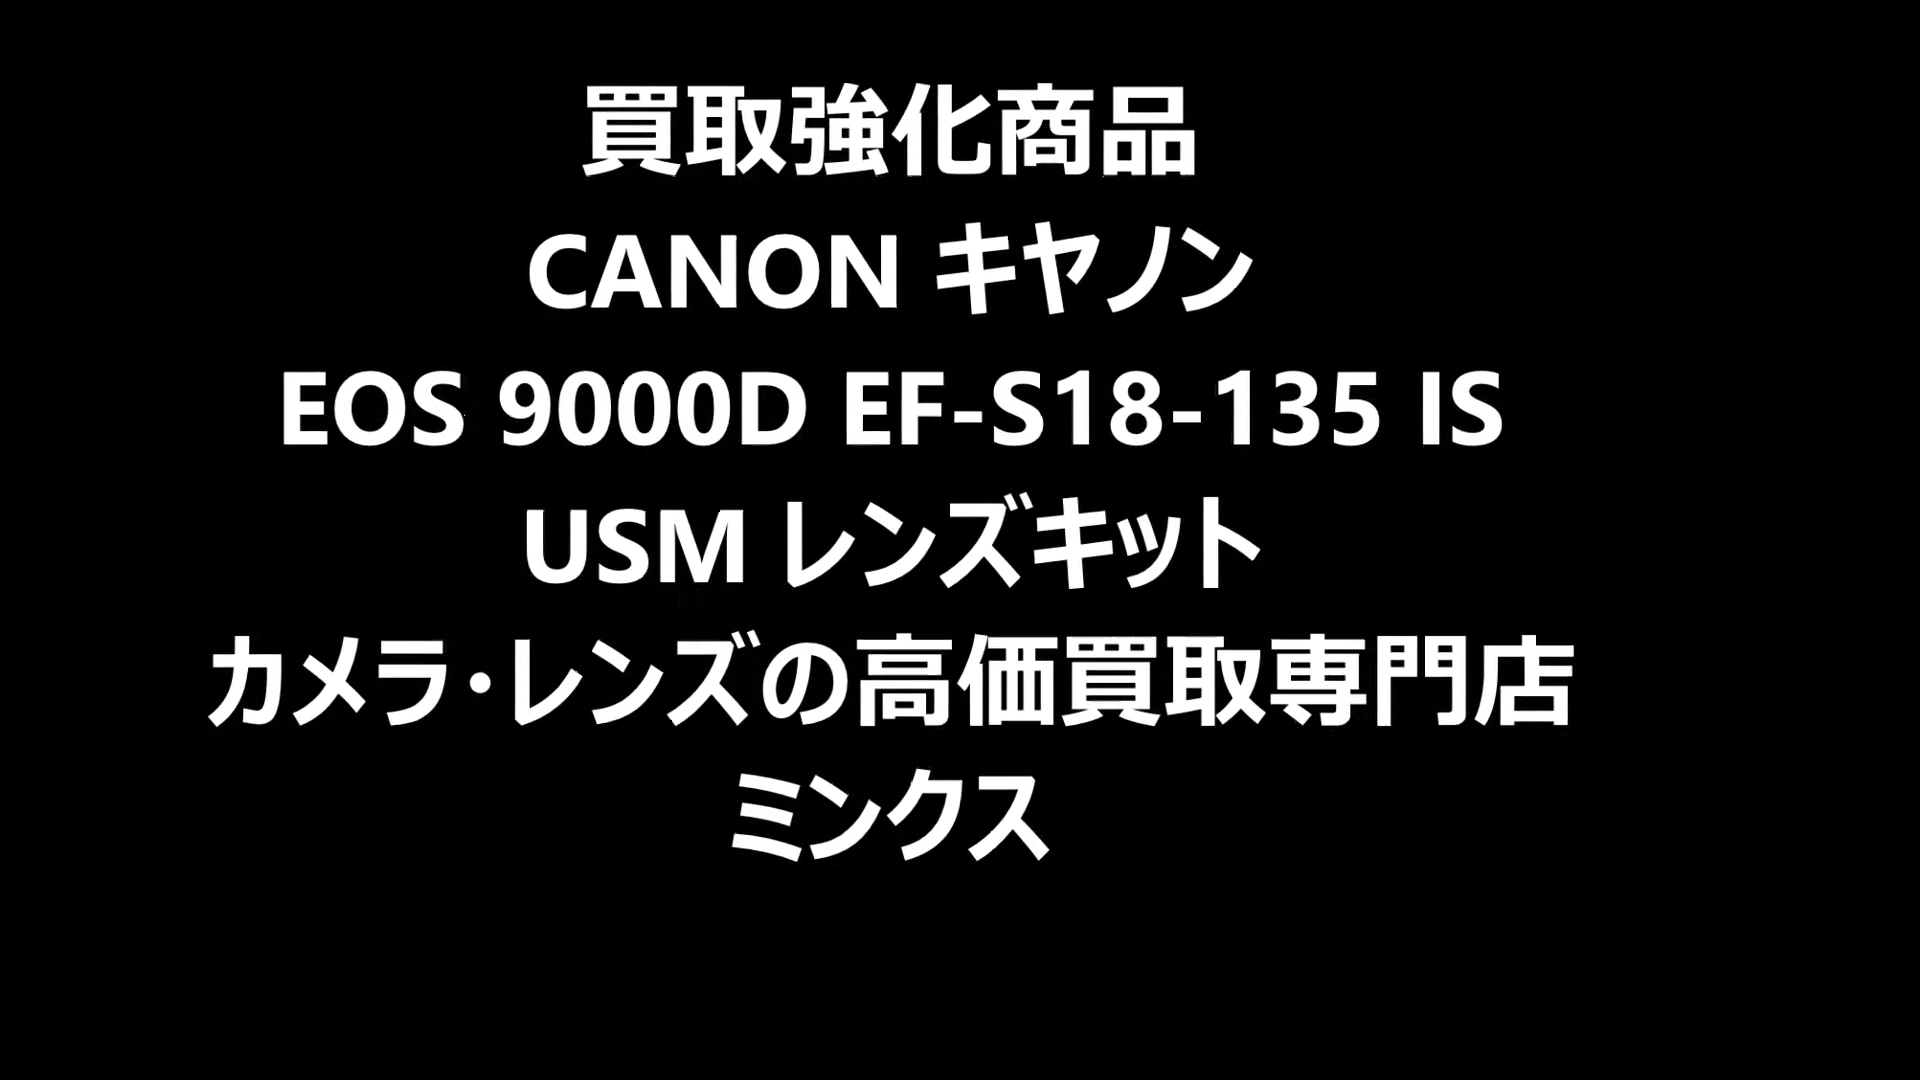 買取強化商品
CANON キヤノン
EOS 9000D EF-S18-135 IS
USM レンズキット
カメラ・レンズの高価買取専門店
ミンクス